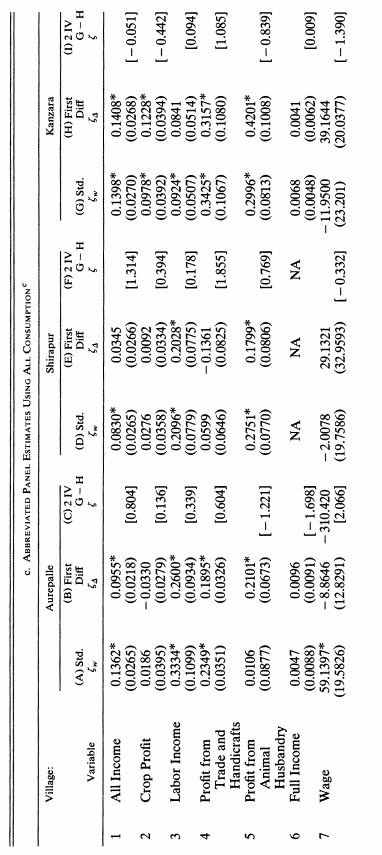 c. ABBREVIATED PANEL ESTIMATES USING ALL CONSUMPTION^c
Village: Aurepalle Shirapur Kanzara
(A) Std. (B) First (C) 2 IV (D) Std. (E) First (F) 2 IV (G) Std. (H) First (I) 2 IV
Diff G – H Diff G – H Diff G – H
Variable ζw ζΔ ζ ζw ζΔ ζ ζw ζΔ ζ
1 All Income 0.1362* 0.0955* 0.0830* 0.0345 0.1398* 0.1408*
(0.0265) (0.0218) [0.804] (0.0265) (0.0266) [1.314] (0.0270) (0.0268) [−0.051]
2 Crop Profit 0.0186 −0.0330 0.0276 0.0092 0.0978* 0.1228*
(0.0395) (0.0279) [0.136] (0.0358) (0.0334) [0.394] (0.0392) (0.0394) [−0.442]
3 Labor Income 0.3334* 0.2600* 0.2096* 0.2028* 0.0924* 0.0841
(0.1099) (0.0934) [0.339] (0.0779) (0.0775) [0.178] (0.0507) (0.0514) [0.094]
4 Profit from 0.2349* 0.1895* 0.0599 −0.1361 0.3425* 0.3157*
Trade and (0.0351) (0.0326) [0.604] (0.0646) (0.0825) [1.855] (0.1067) (0.1080) [1.085]
Handicrafts
5 Profit from 0.0106 0.2101* 0.2751* 0.1799* 0.2996* 0.4201*
Animal (0.0877) (0.0673) [−1.221] (0.0770) (0.0806) [0.769] (0.0813) (0.1008) [−0.839]
Husbandry
6 Full Income 0.0047 0.0096 NA NA NA 0.0068 0.0041
(0.0088) (0.0091) [−1.698] (0.0048) (0.0062) [0.009]
7 Wage 59.1397* −8.8646 −310.420 −2.0078 29.1321 −11.9500 39.1644
(19.5826) (12.8291) [2.066] (19.7586) (32.9593) [−0.332] (23.201) (20.0377) [−1.390]